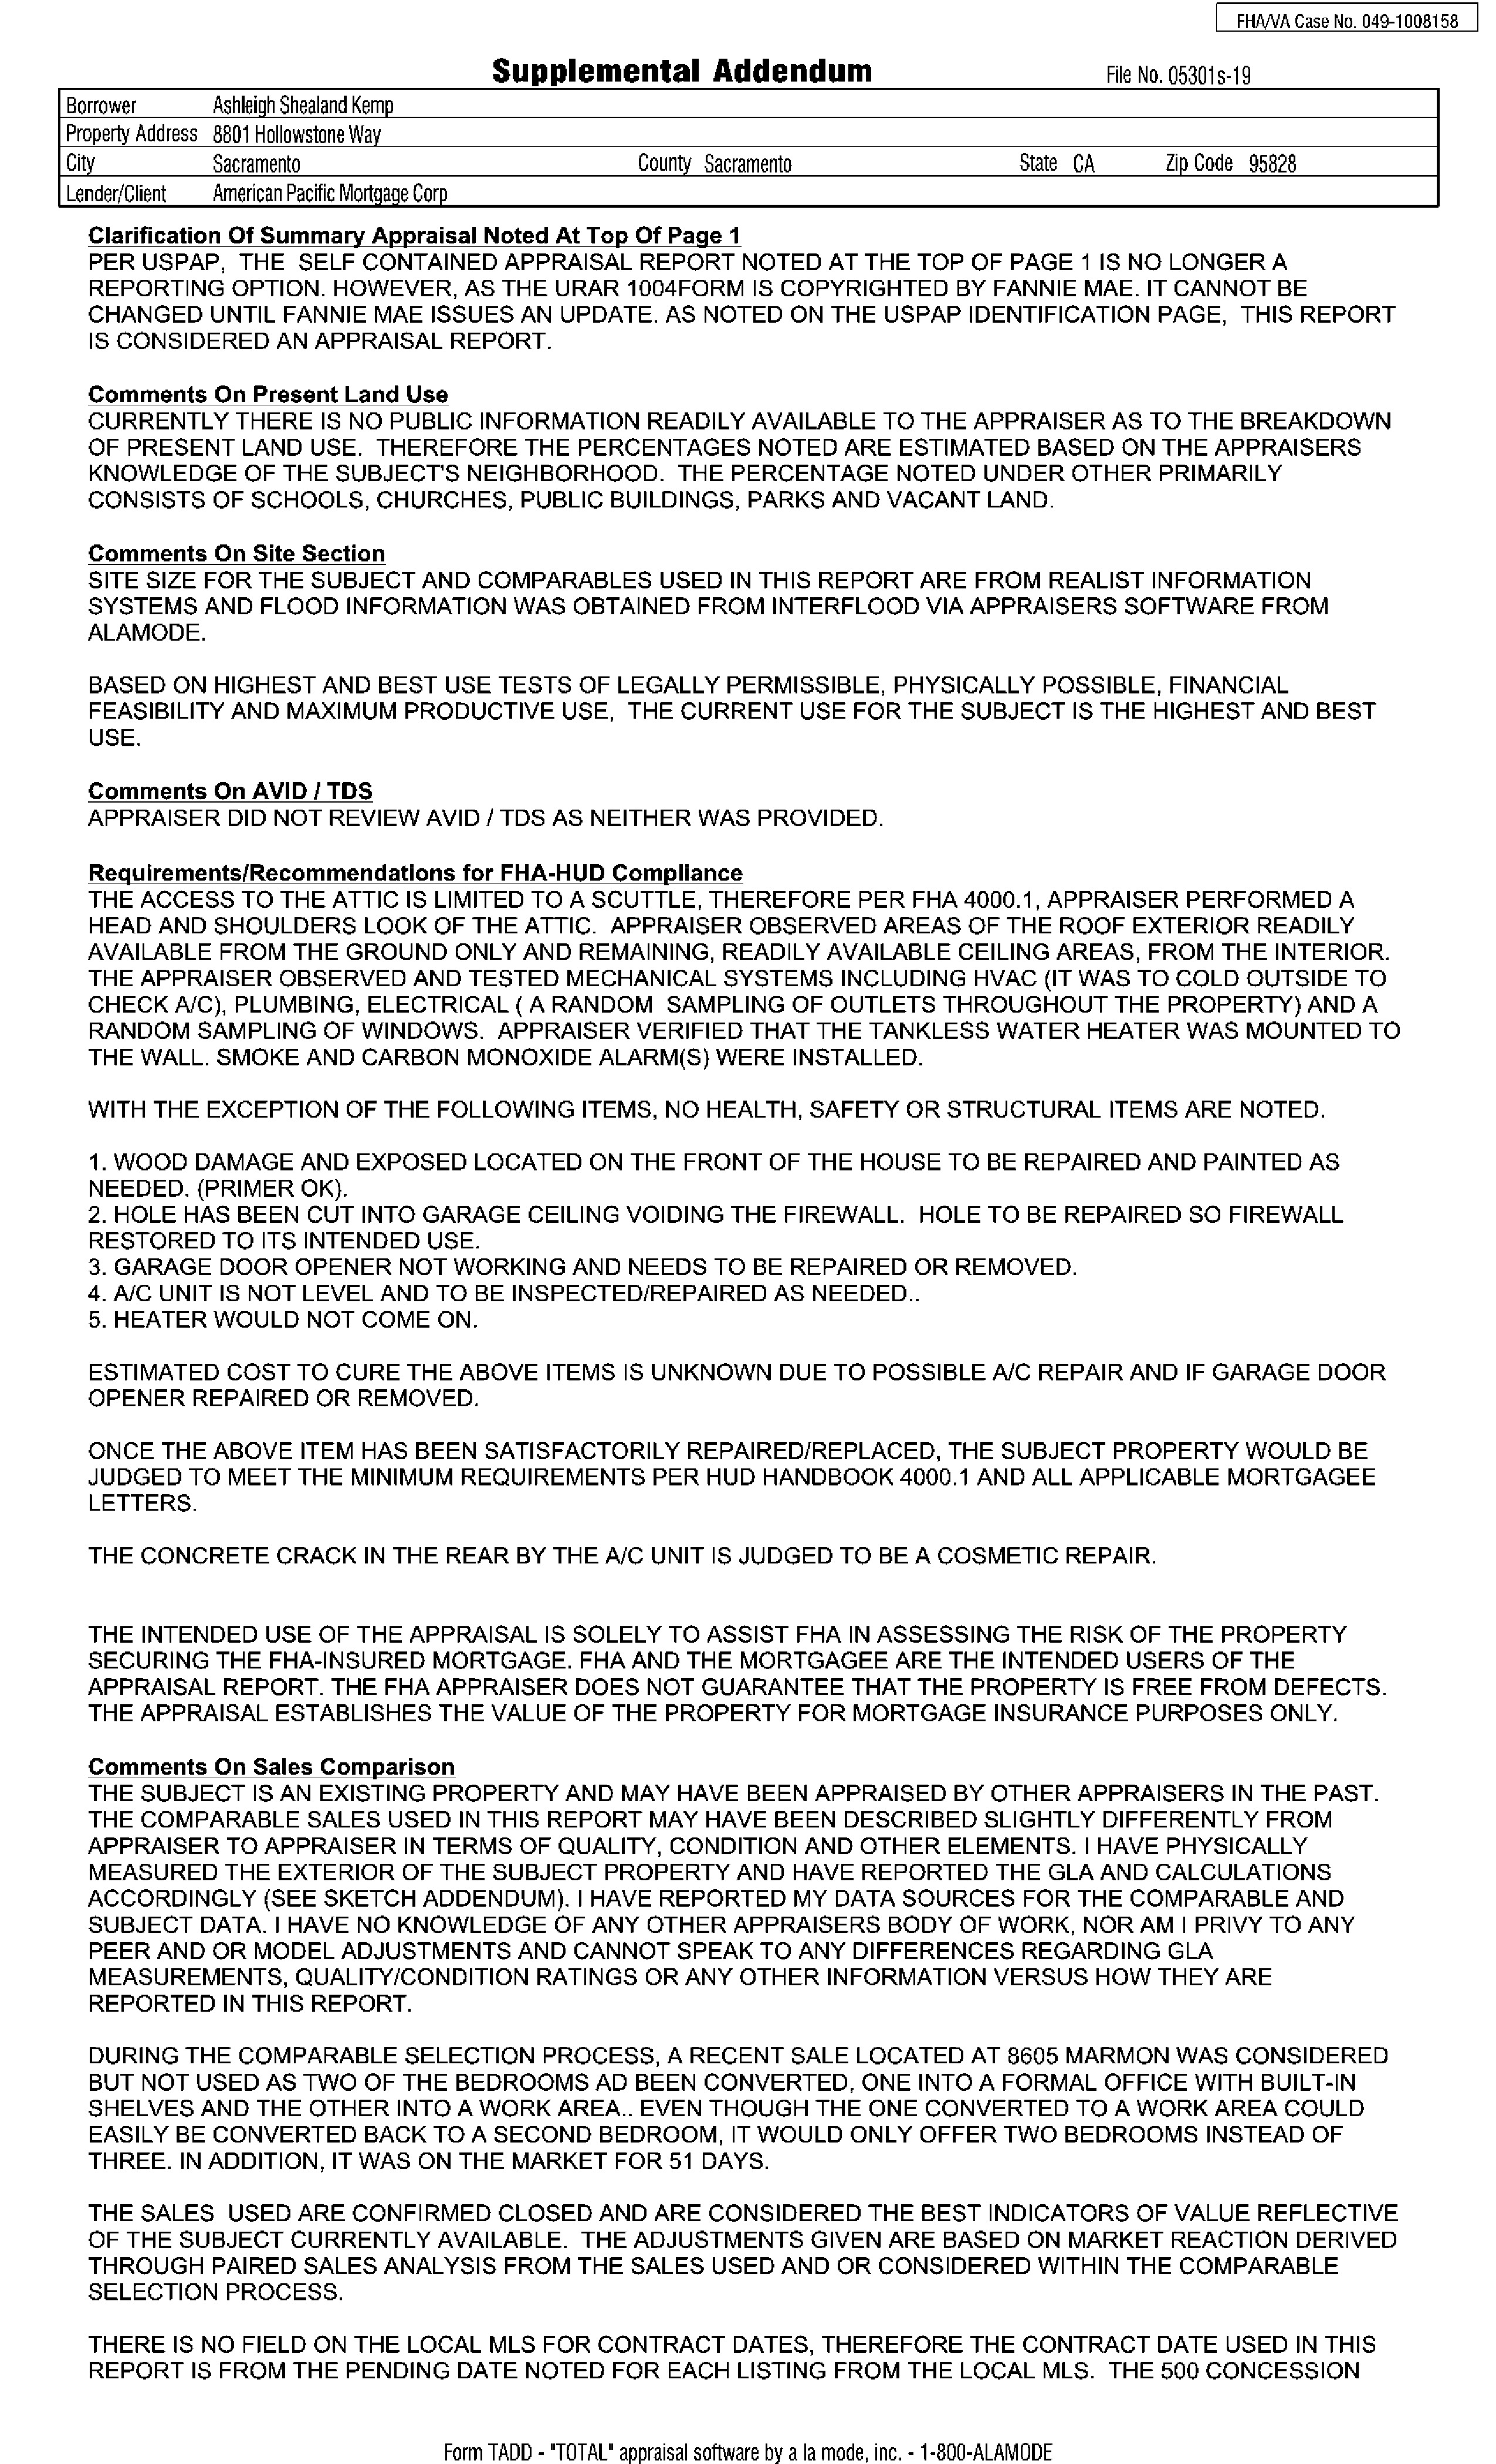 FHA/VA Case No. 049-1008158
Supplemental Addendum File No. 05301s-19
Borrower Ashleigh Shealand Kemp
Property Address 8801 Hollowstone Way
City Sacramento County Sacramento State CA Zip Code 95828
Lender/Client American Pacific Mortgage Corp
Clarification Of Summary Appraisal Noted At Top Of Page 1
PER USPAP, THE SELF CONTAINED APPRAISAL REPORT NOTED AT THE TOP OF PAGE 1 IS NO LONGER A
REPORTING OPTION. HOWEVER, AS THE URAR 1004FORM IS COPYRIGHTED BY FANNIE MAE. IT CANNOT BE
CHANGED UNTIL FANNIE MAE ISSUES AN UPDATE. AS NOTED ON THE USPAP IDENTIFICATION PAGE, THIS REPORT
IS CONSIDERED AN APPRAISAL REPORT.
Comments On Present Land Use
CURRENTLY THERE IS NO PUBLIC INFORMATION READILY AVAILABLE TO THE APPRAISER AS TO THE BREAKDOWN
OF PRESENT LAND USE. THEREFORE THE PERCENTAGES NOTED ARE ESTIMATED BASED ON THE APPRAISERS
KNOWLEDGE OF THE SUBJECT'S NEIGHBORHOOD. THE PERCENTAGE NOTED UNDER OTHER PRIMARILY
CONSISTS OF SCHOOLS, CHURCHES, PUBLIC BUILDINGS, PARKS AND VACANT LAND.
Comments On Site Section
SITE SIZE FOR THE SUBJECT AND COMPARABLES USED IN THIS REPORT ARE FROM REALIST INFORMATION
SYSTEMS AND FLOOD INFORMATION WAS OBTAINED FROM INTERFLOOD VIA APPRAISERS SOFTWARE FROM
ALAMODE.
BASED ON HIGHEST AND BEST USE TESTS OF LEGALLY PERMISSIBLE, PHYSICALLY POSSIBLE, FINANCIAL
FEASIBILITY AND MAXIMUM PRODUCTIVE USE, THE CURRENT USE FOR THE SUBJECT IS THE HIGHEST AND BEST
USE.
Comments On AVID / TDS
APPRAISER DID NOT REVIEW AVID / TDS AS NEITHER WAS PROVIDED.
Requirements/Recommendations for FHA-HUD Compliance
THE ACCESS TO THE ATTIC IS LIMITED TO A SCUTTLE, THEREFORE PER FHA 4000.1, APPRAISER PERFORMED A
HEAD AND SHOULDERS LOOK OF THE ATTIC. APPRAISER OBSERVED AREAS OF THE ROOF EXTERIOR READILY
AVAILABLE FROM THE GROUND ONLY AND REMAINING, READILY AVAILABLE CEILING AREAS, FROM THE INTERIOR.
THE APPRAISER OBSERVED AND TESTED MECHANICAL SYSTEMS INCLUDING HVAC (IT WAS TO COLD OUTSIDE TO
CHECK A/C), PLUMBING, ELECTRICAL ( A RANDOM SAMPLING OF OUTLETS THROUGHOUT THE PROPERTY) AND A
RANDOM SAMPLING OF WINDOWS. APPRAISER VERIFIED THAT THE TANKLESS WATER HEATER WAS MOUNTED TO
THE WALL. SMOKE AND CARBON MONOXIDE ALARM(S) WERE INSTALLED.
WITH THE EXCEPTION OF THE FOLLOWING ITEMS, NO HEALTH, SAFETY OR STRUCTURAL ITEMS ARE NOTED.
1. WOOD DAMAGE AND EXPOSED LOCATED ON THE FRONT OF THE HOUSE TO BE REPAIRED AND PAINTED AS
NEEDED. (PRIMER OK).
2. HOLE HAS BEEN CUT INTO GARAGE CEILING VOIDING THE FIREWALL. HOLE TO BE REPAIRED SO FIREWALL
RESTORED TO ITS INTENDED USE.
3. GARAGE DOOR OPENER NOT WORKING AND NEEDS TO BE REPAIRED OR REMOVED.
4. A/C UNIT IS NOT LEVEL AND TO BE INSPECTED/REPAIRED AS NEEDED..
5. HEATER WOULD NOT COME ON.
ESTIMATED COST TO CURE THE ABOVE ITEMS IS UNKNOWN DUE TO POSSIBLE A/C REPAIR AND IF GARAGE DOOR
OPENER REPAIRED OR REMOVED.
ONCE THE ABOVE ITEM HAS BEEN SATISFACTORILY REPAIRED/REPLACED, THE SUBJECT PROPERTY WOULD BE
JUDGED TO MEET THE MINIMUM REQUIREMENTS PER HUD HANDBOOK 4000.1 AND ALL APPLICABLE MORTGAGEE
LETTERS.
THE CONCRETE CRACK IN THE REAR BY THE A/C UNIT IS JUDGED TO BE A COSMETIC REPAIR.
THE INTENDED USE OF THE APPRAISAL IS SOLELY TO ASSIST FHA IN ASSESSING THE RISK OF THE PROPERTY
SECURING THE FHA-INSURED MORTGAGE. FHA AND THE MORTGAGEE ARE THE INTENDED USERS OF THE
APPRAISAL REPORT. THE FHA APPRAISER DOES NOT GUARANTEE THAT THE PROPERTY IS FREE FROM DEFECTS.
THE APPRAISAL ESTABLISHES THE VALUE OF THE PROPERTY FOR MORTGAGE INSURANCE PURPOSES ONLY.
Comments On Sales Comparison
THE SUBJECT IS AN EXISTING PROPERTY AND MAY HAVE BEEN APPRAISED BY OTHER APPRAISERS IN THE PAST.
THE COMPARABLE SALES USED IN THIS REPORT MAY HAVE BEEN DESCRIBED SLIGHTLY DIFFERENTLY FROM
APPRAISER TO APPRAISER IN TERMS OF QUALITY, CONDITION AND OTHER ELEMENTS. I HAVE PHYSICALLY
MEASURED THE EXTERIOR OF THE SUBJECT PROPERTY AND HAVE REPORTED THE GLA AND CALCULATIONS
ACCORDINGLY (SEE SKETCH ADDENDUM). I HAVE REPORTED MY DATA SOURCES FOR THE COMPARABLE AND
SUBJECT DATA. I HAVE NO KNOWLEDGE OF ANY OTHER APPRAISERS BODY OF WORK, NOR AM I PRIVY TO ANY
PEER AND OR MODEL ADJUSTMENTS AND CANNOT SPEAK TO ANY DIFFERENCES REGARDING GLA
MEASUREMENTS, QUALITY/CONDITION RATINGS OR ANY OTHER INFORMATION VERSUS HOW THEY ARE
REPORTED IN THIS REPORT.
DURING THE COMPARABLE SELECTION PROCESS, A RECENT SALE LOCATED AT 8605 MARMON WAS CONSIDERED
BUT NOT USED AS TWO OF THE BEDROOMS AD BEEN CONVERTED, ONE INTO A FORMAL OFFICE WITH BUILT-IN
SHELVES AND THE OTHER INTO A WORK AREA.. EVEN THOUGH THE ONE CONVERTED TO A WORK AREA COULD
EASILY BE CONVERTED BACK TO A SECOND BEDROOM, IT WOULD ONLY OFFER TWO BEDROOMS INSTEAD OF
THREE. IN ADDITION, IT WAS ON THE MARKET FOR 51 DAYS.
THE SALES USED ARE CONFIRMED CLOSED AND ARE CONSIDERED THE BEST INDICATORS OF VALUE REFLECTIVE
OF THE SUBJECT CURRENTLY AVAILABLE. THE ADJUSTMENTS GIVEN ARE BASED ON MARKET REACTION DERIVED
THROUGH PAIRED SALES ANALYSIS FROM THE SALES USED AND OR CONSIDERED WITHIN THE COMPARABLE
SELECTION PROCESS.
THERE IS NO FIELD ON THE LOCAL MLS FOR CONTRACT DATES, THEREFORE THE CONTRACT DATE USED IN THIS
REPORT IS FROM THE PENDING DATE NOTED FOR EACH LISTING FROM THE LOCAL MLS. THE 500 CONCESSION
Form TADD - "TOTAL" appraisal software by a la mode, inc. - 1-800-ALAMODE